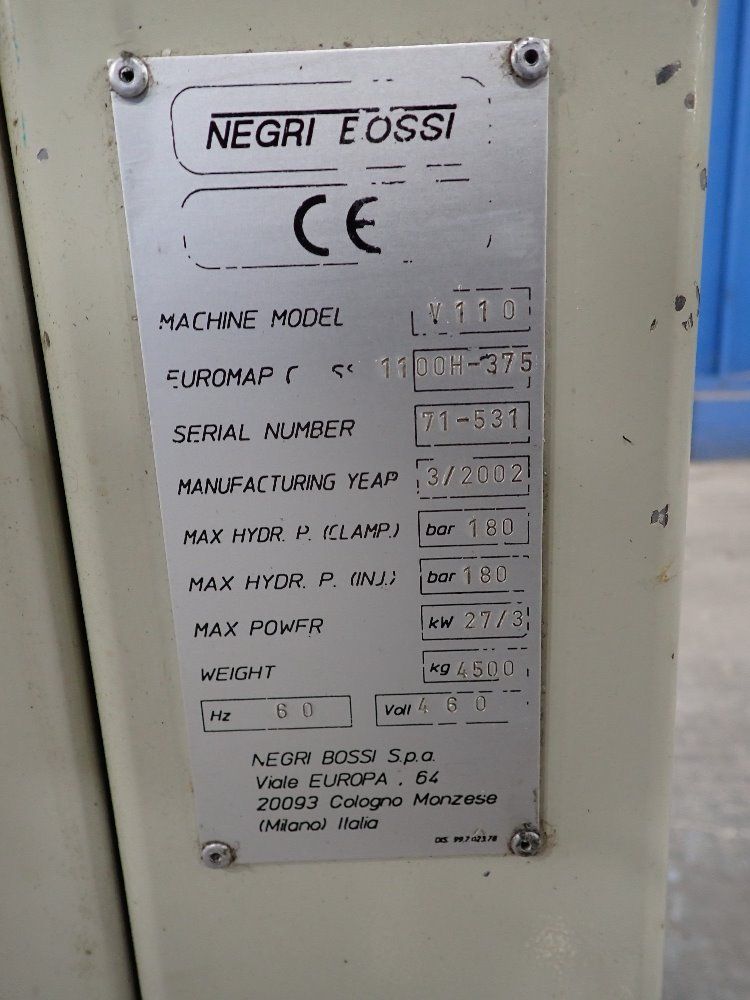 NEGRI BOSSI
CE
MACHINE MODEL V.110
EUROMAP 1100H-375
SERIAL NUMBER 71-531
MANUFACTURING YEAR 3/2002
MAX HYDR. P. (CLAMP.) bar 180
MAX HYDR. P. (INJ.) bar 180
MAX POWER kW 27/3
WEIGHT kg 4500
Hz 60 Volt 460
NEGRI BOSSI S.p.a.
Viale EUROPA , 64
20093 Cologno Monzese
(Milano) Italia
DIS.